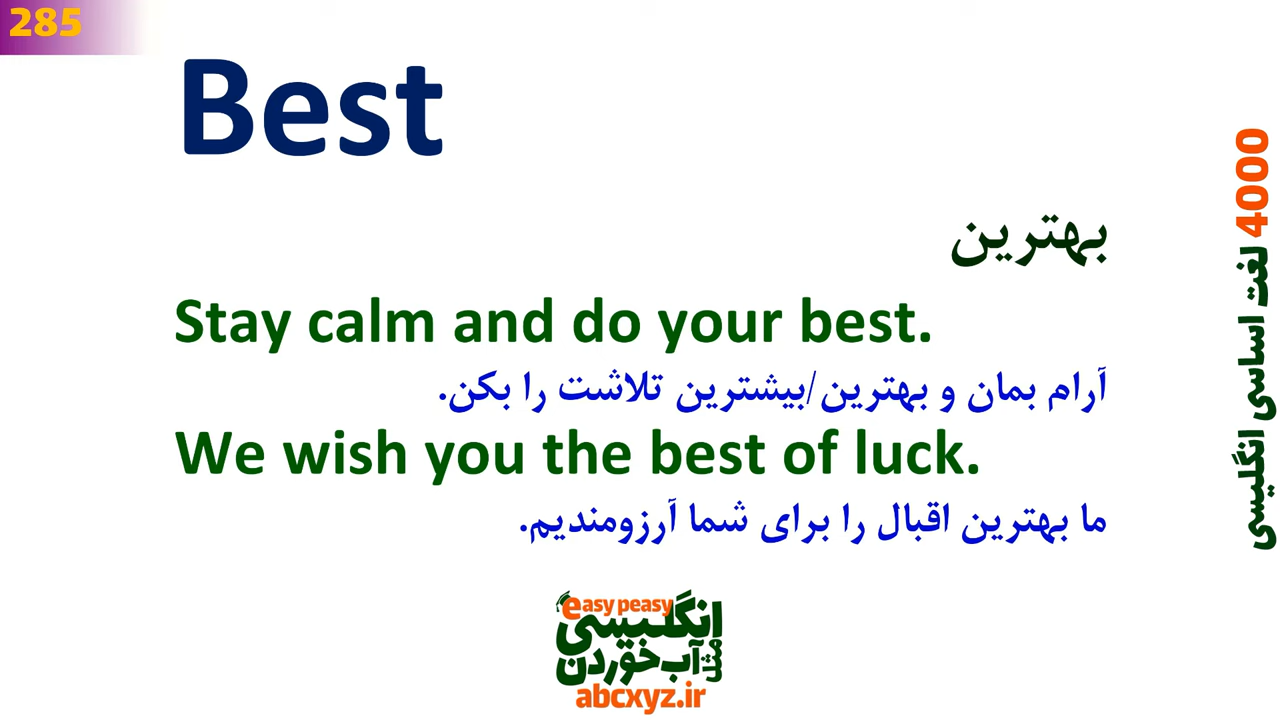 285
Best
بهترین
Stay calm and do your best.
آرام بمان و بهترین/بیشترین تلاشت را بکن.
We wish you the best of luck.
ما بهترین اقبال را برای شما آرزومندیم.
4000 لغت اساسی انگلیسی
easy peasy
انگلیسی
مثل آب خوردن
abcxyz.ir